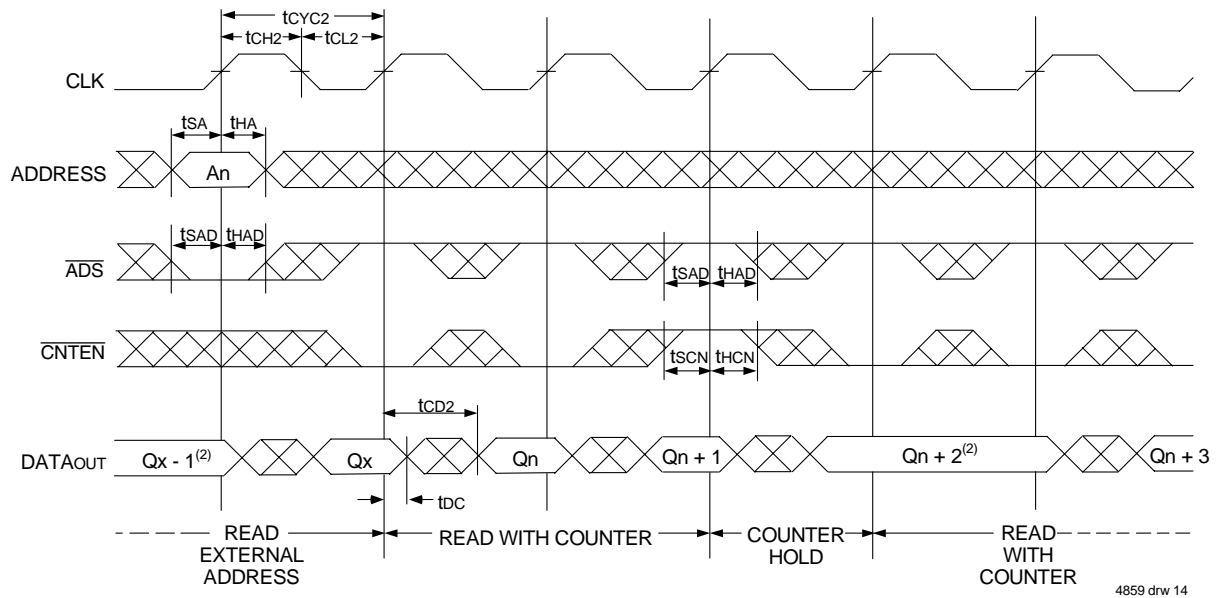 tCYC2
tCH2 tCL2
CLK
tSA tHA
ADDRESS An
tSAD tHAD
ADS
tSAD tHAD
CNTEN
tSCN tHCN
tCD2
DATAOUT Qx - 1(2) Qx Qn Qn + 1 Qn + 2(2) Qn + 3
tDC
READ EXTERNAL ADDRESS
READ WITH COUNTER
COUNTER HOLD
READ WITH COUNTER
4859 drw 14